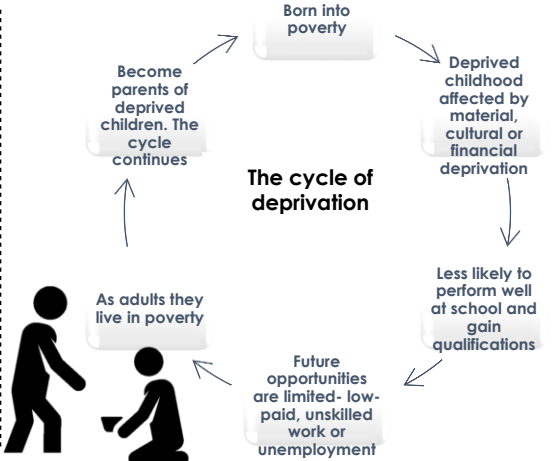 Born into
poverty
Deprived
childhood
affected by
material,
cultural or
financial
deprivation
Less likely to
perform well
at school and
gain
qualifications
Future
opportunities
are limited- low-
paid, unskilled
work or
unemployment
As adults they
live in poverty
Become
parents of
deprived
children. The
cycle
continues
The cycle of
deprivation